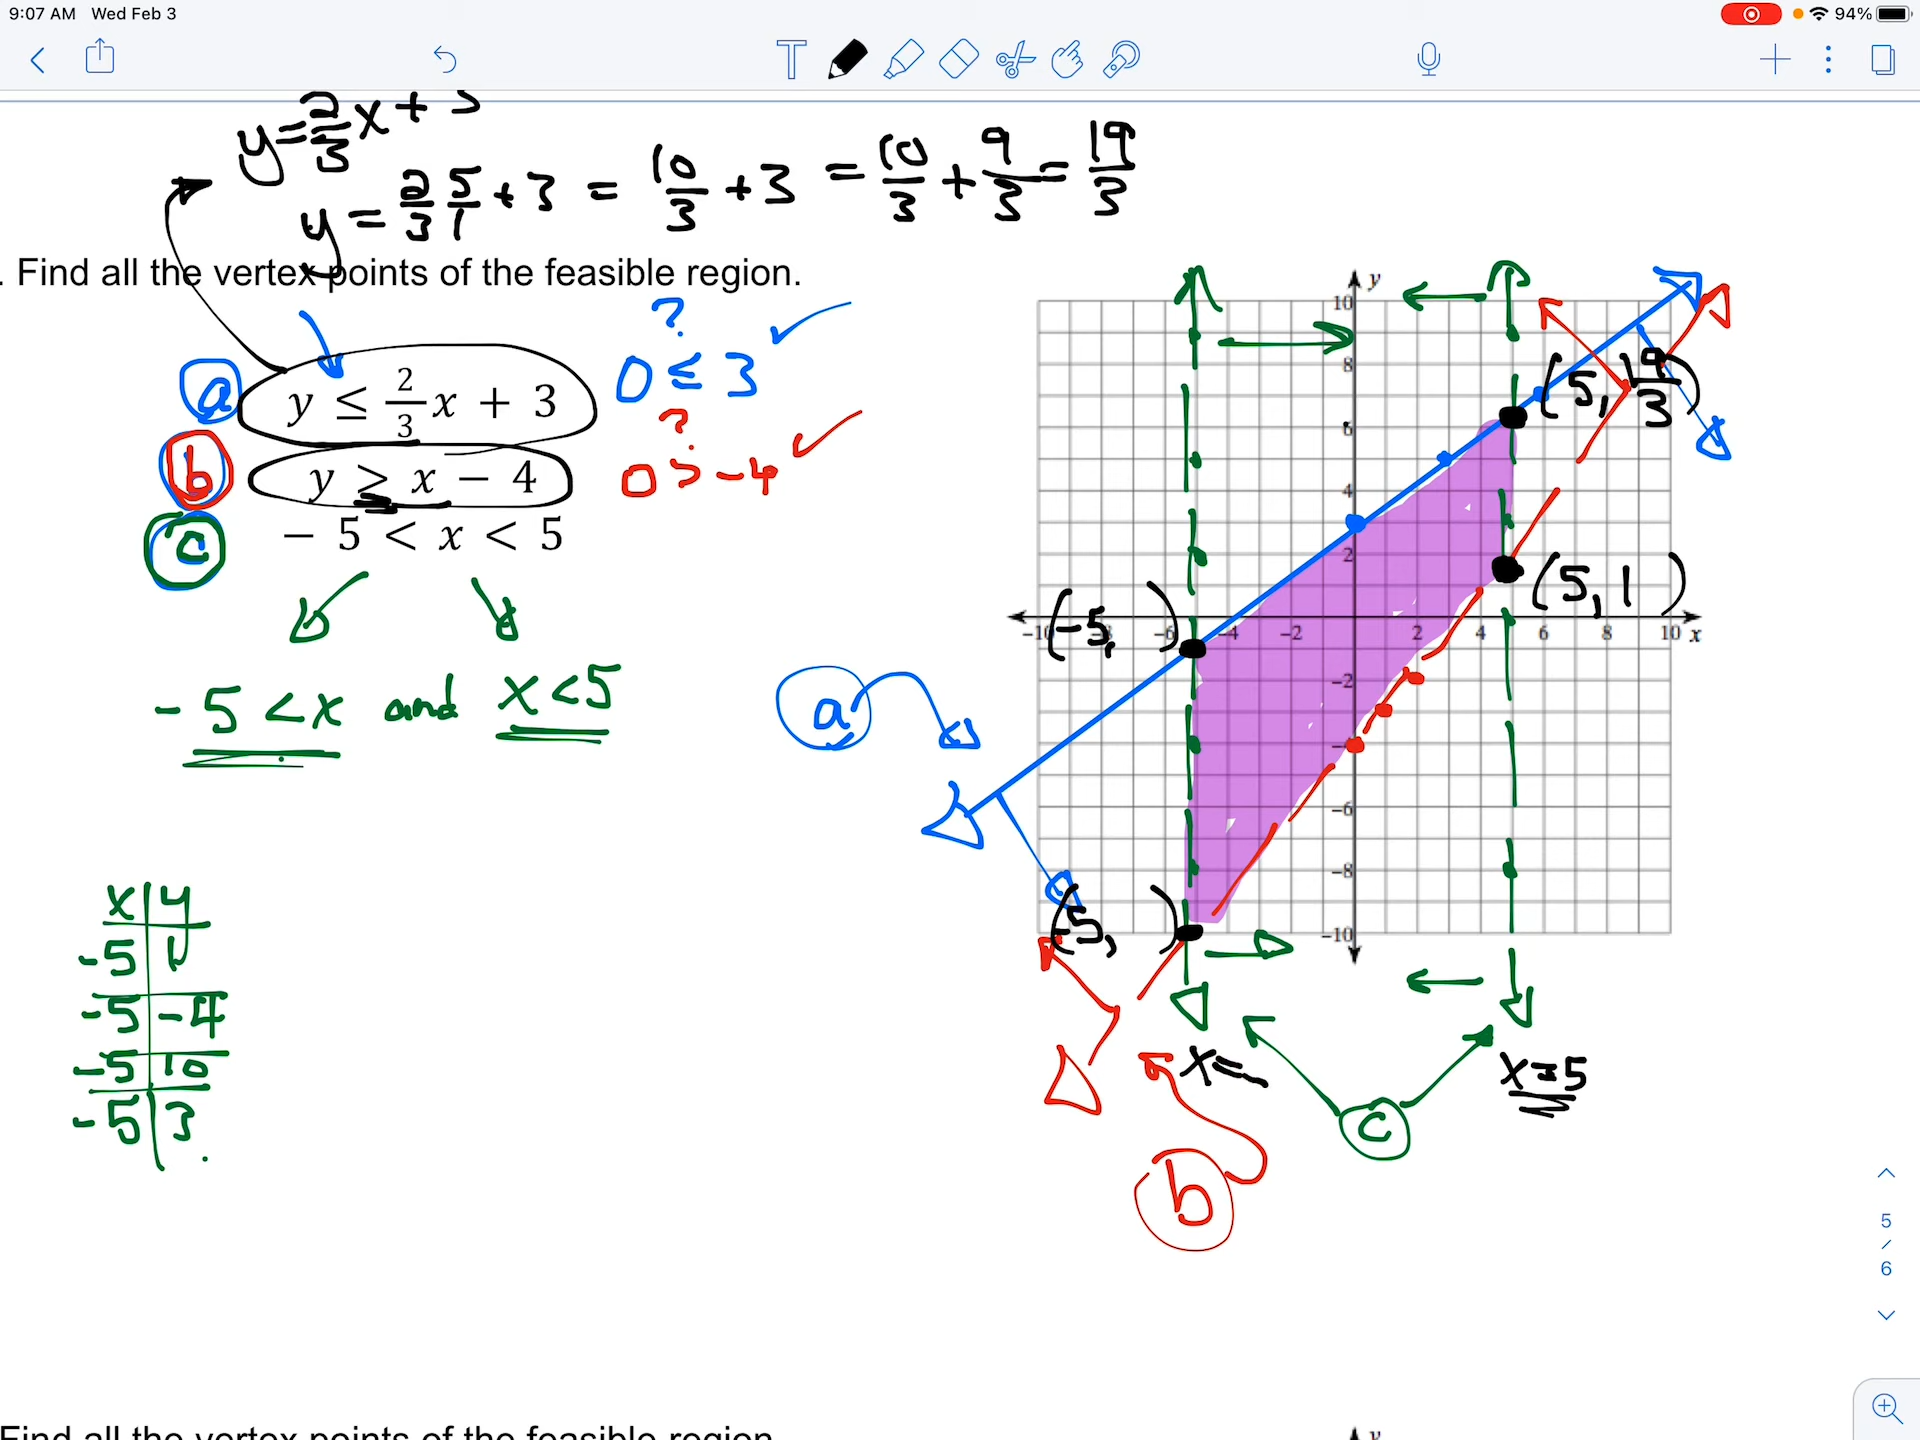 9:07 AM Wed Feb 3
94%
y = 2/3 x + 3
y = 2/3 5/1 + 3 = 10/3 + 3 = 10/3 + 9/3 = 19/3
. Find all the vertex points of the feasible region.
a y ≤ 2/3 x + 3
?
0 ≤ 3
b y ≥ x − 4
?
0 > −4
c − 5 < x < 5
-5 < x and x < 5
x | y
-5 | 1
-5 | -4
-5 | 10
-5 | 3
a
y
10
8
6
4
2
-10 -6 -4 -2 2 4 6 8 10 x
-2
-4
-6
-8
-10
(5, 19/3)
(5, 1)
(-5, )
(-5, )
x =
x = 5
c
b
5
/
6
Find all the vertex points of the feasible region.
y